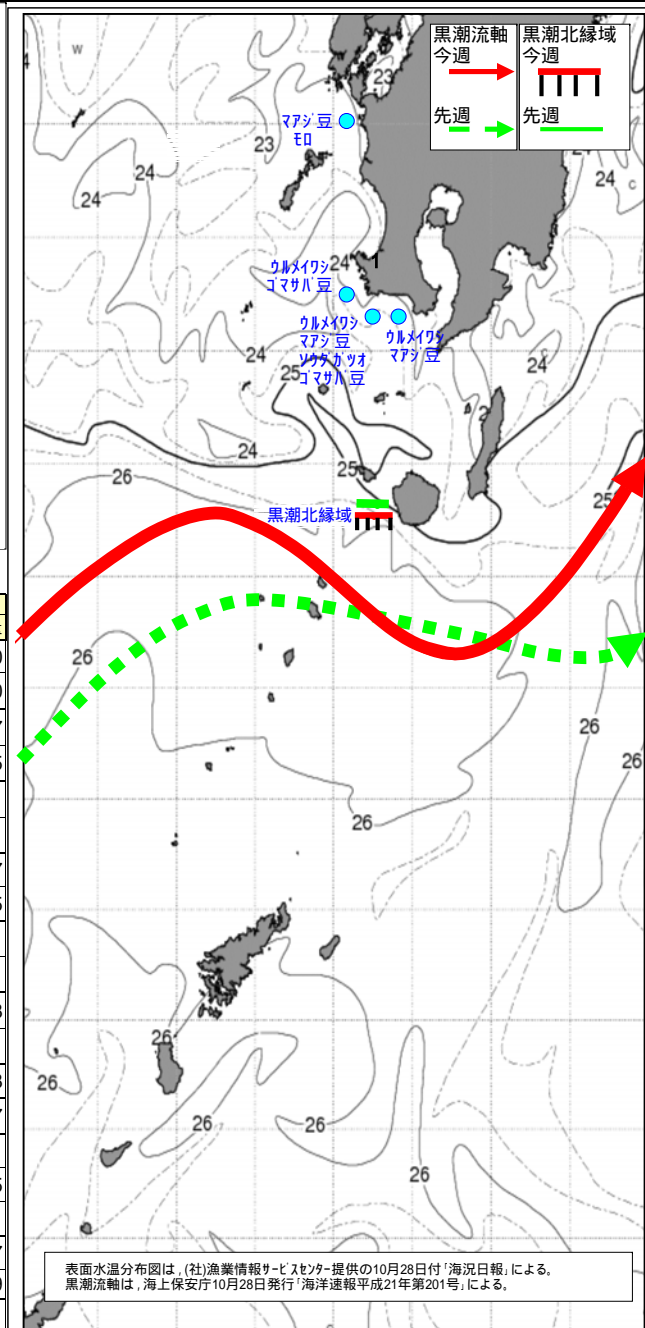 黒潮流軸
今週
先週
黒潮北縁域
今週
先週
W
23
23
24
24
24
C
マアジ豆
モロ
24
1
ウルメイワシ
ゴマサバ豆
ウルメイワシ
マアジ豆
ソウダガツオ
ゴマサバ豆
ウルメイワシ
マアジ豆
24
25
24
24
26
25
25
黒潮北縁域
26
26
26
26
26
26
26
26
26
表面水温分布図は，(社)漁業情報サービスセンター提供の10月28日付「海況日報」による。
黒潮流軸は，海上保安庁10月28日発行「海洋速報平成21年第201号」による。